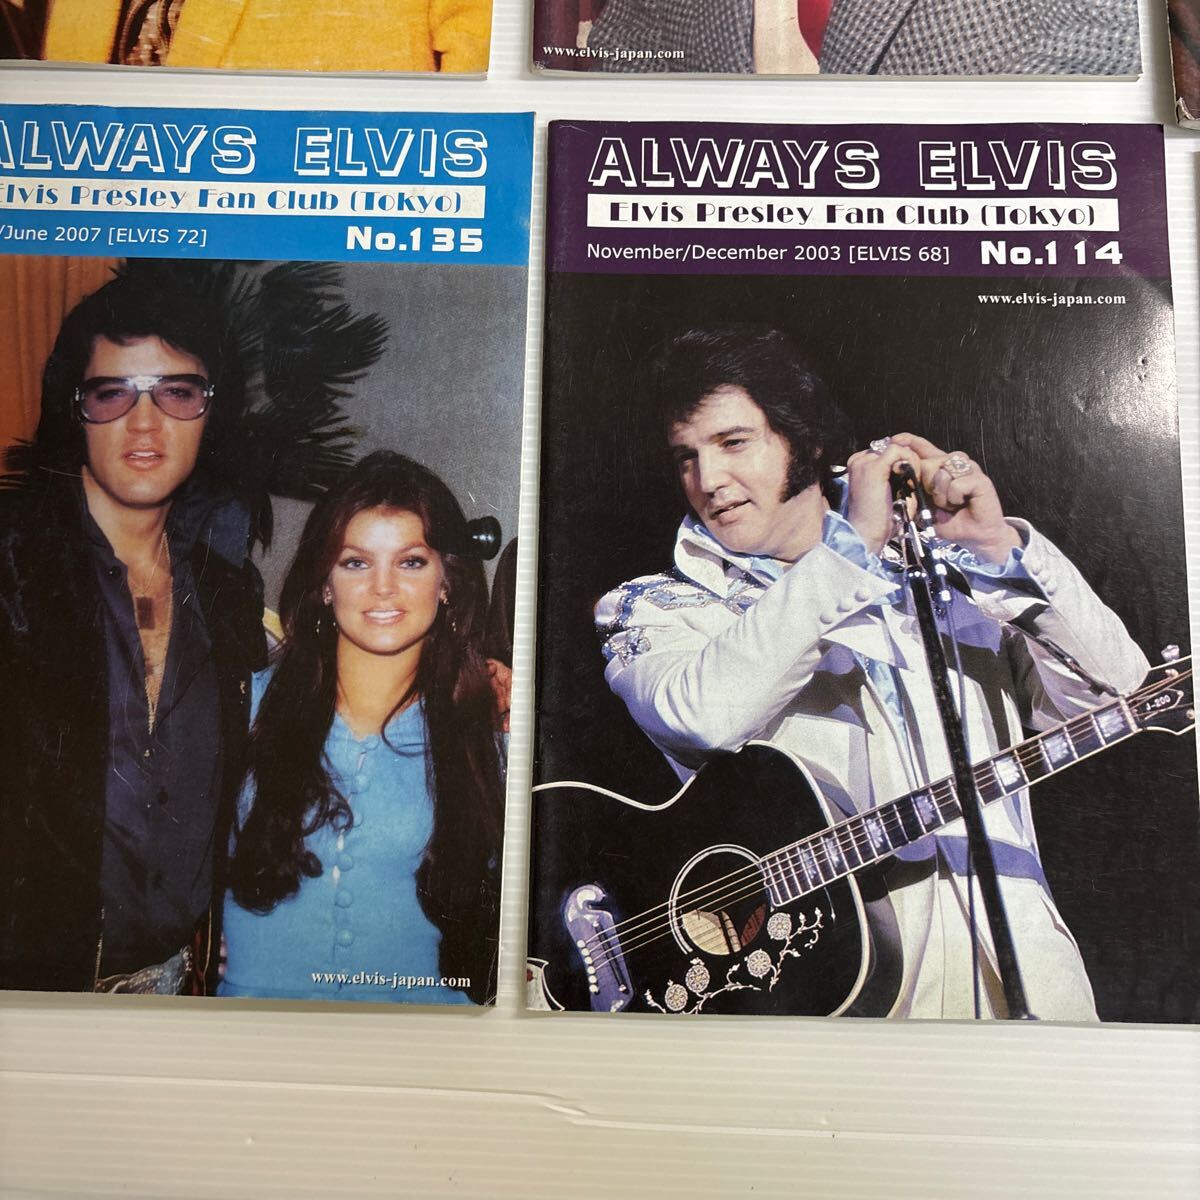 www.elvis-japan.com
ALWAYS ELVIS
Elvis Presley Fan Club (Tokyo)
/June 2007 [ELVIS 72] No.135
www.elvis-japan.com
ALWAYS ELVIS
Elvis Presley Fan Club (Tokyo)
November/December 2003 [ELVIS 68] No.114
www.elvis-japan.com
J-200